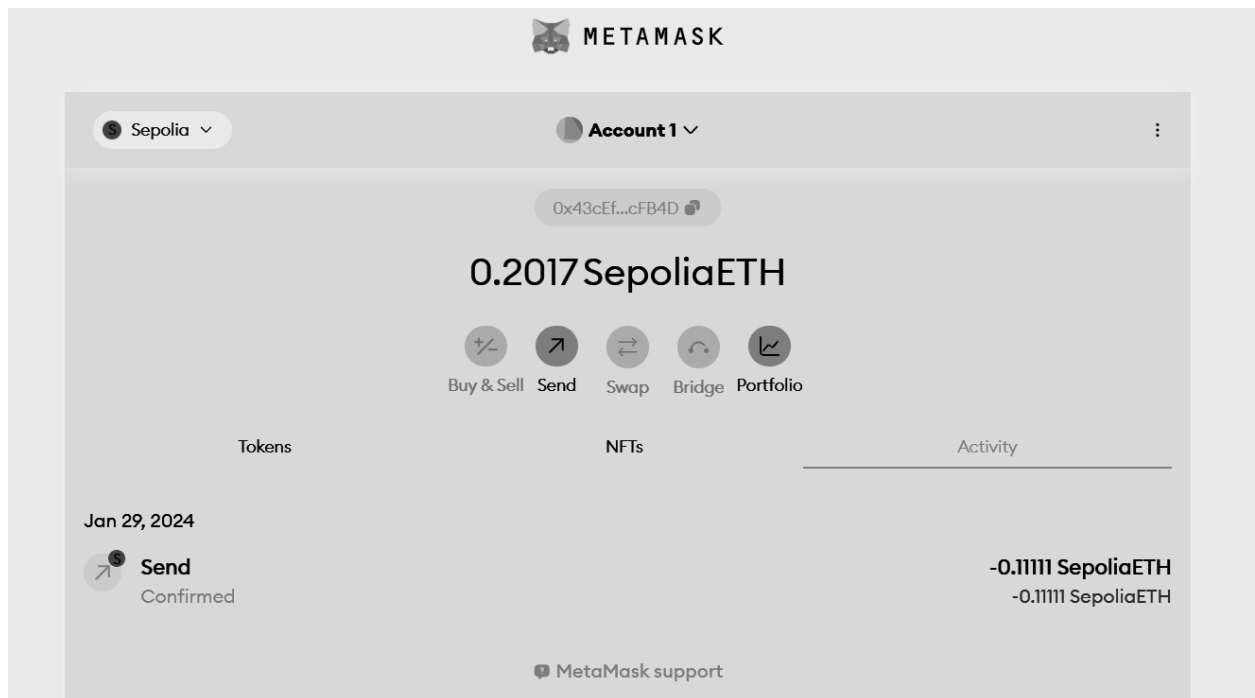 METAMASK
S Sepolia
Account 1
0x43cEf...cFB4D
0.2017 SepoliaETH
Buy & Sell Send Swap Bridge Portfolio
Tokens NFTs Activity
Jan 29, 2024
S
Send -0.11111 SepoliaETH
Confirmed -0.11111 SepoliaETH
MetaMask support